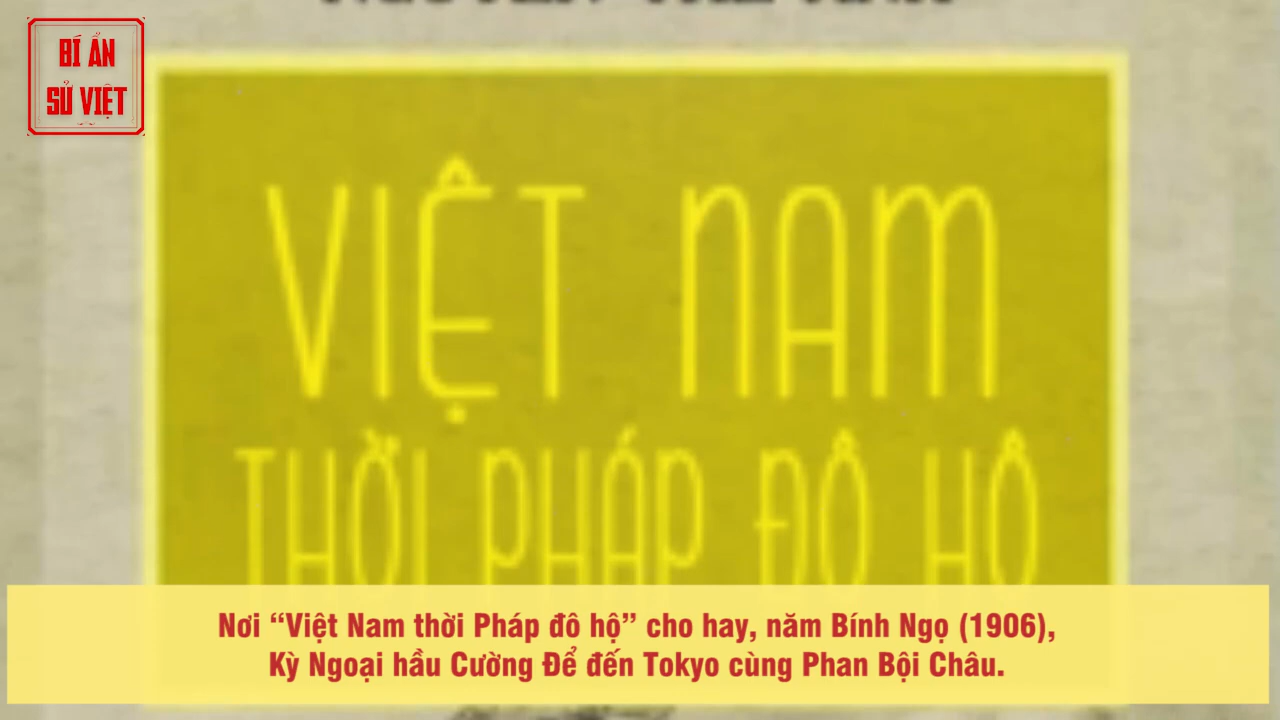 BÍ ẨN
SỬ VIỆT
VIỆT NAM
THỜI PHÁP ĐÔ HỘ
Nơi “Việt Nam thời Pháp đô hộ” cho hay, năm Bính Ngọ (1906),
Kỳ Ngoại hầu Cường Để đến Tokyo cùng Phan Bội Châu.